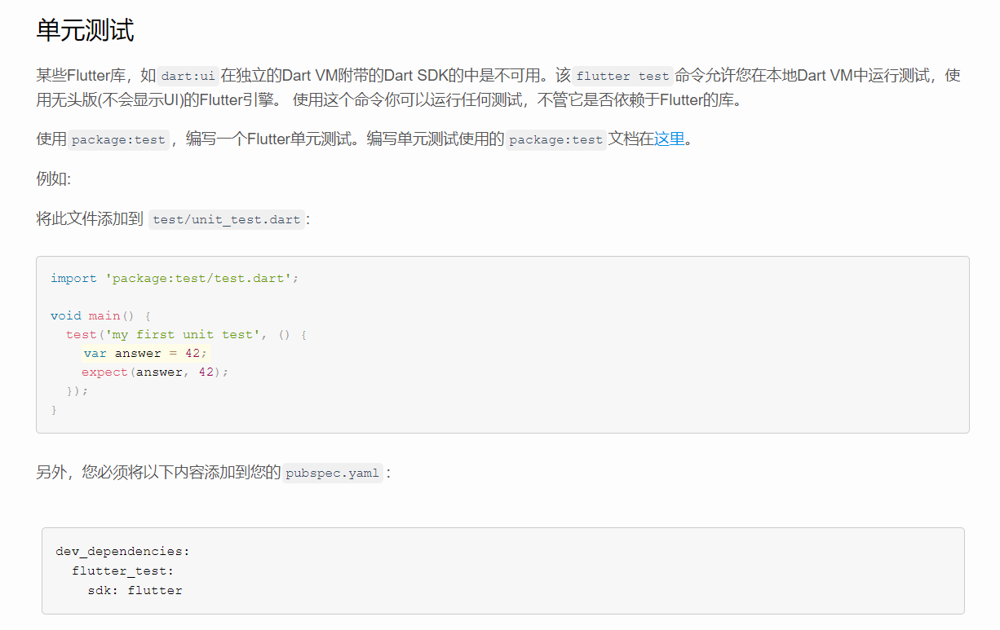 单元测试
某些Flutter库，如 dart:ui 在独立的Dart VM附带的Dart SDK的中是不可用。该 flutter test 命令允许您在本地Dart VM中运行测试，使
用无头版(不会显示UI)的Flutter引擎。 使用这个命令你可以运行任何测试，不管它是否依赖于Flutter的库。
使用 package:test ，编写一个Flutter单元测试。编写单元测试使用的 package:test 文档在这里。
例如:
将此文件添加到 test/unit_test.dart :
import 'package:test/test.dart';
void main() {
  test('my first unit test', () {
    var answer = 42;
    expect(answer, 42);
  });
}
另外，您必须将以下内容添加到您的 pubspec.yaml :
dev_dependencies:
  flutter_test:
    sdk: flutter